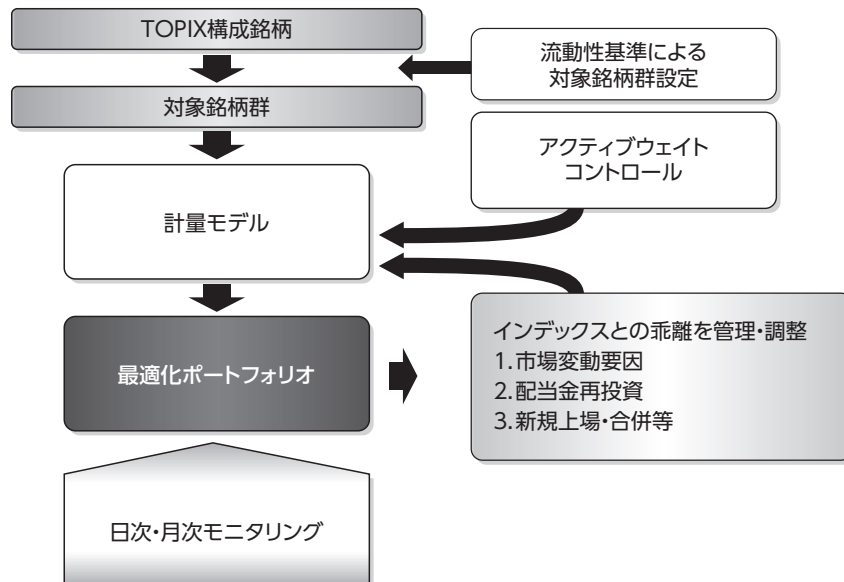 TOPIX構成銘柄
流動性基準による
対象銘柄群設定
対象銘柄群
アクティブウェイト
コントロール
計量モデル
最適化ポートフォリオ
インデックスとの乖離を管理・調整
1.市場変動要因
2.配当金再投資
3.新規上場・合併等
日次・月次モニタリング